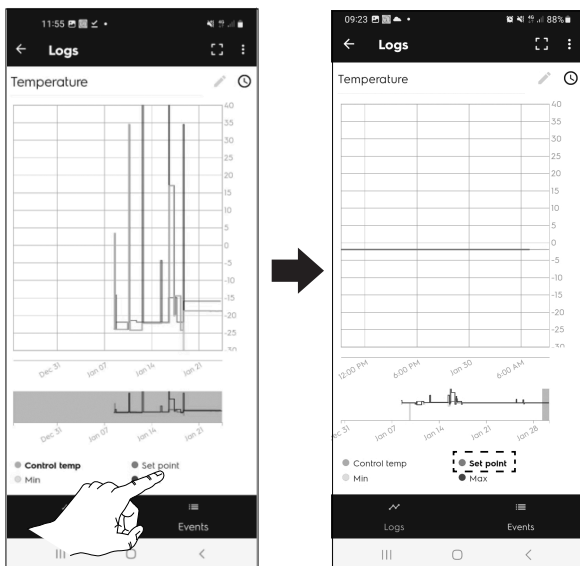 11:55
Logs
Temperature
40
35
30
25
20
15
10
5
0
-5
-10
-15
-20
-25
-30
Dec 31 Jan 07 Jan 14 Jan 21
Dec 31 Jan 07 Jan 14 Jan 21
Control temp Set point
Min
Events
09:23 88%
Logs
Temperature
40
35
30
25
20
15
10
5
0
-5
-10
-15
-20
-25
12:00 PM 6:00 PM Jan 30 6:00 AM
Jan 07 Jan 14 Jan 21 Jan 28
Control temp Set point
Min Max
Logs Events